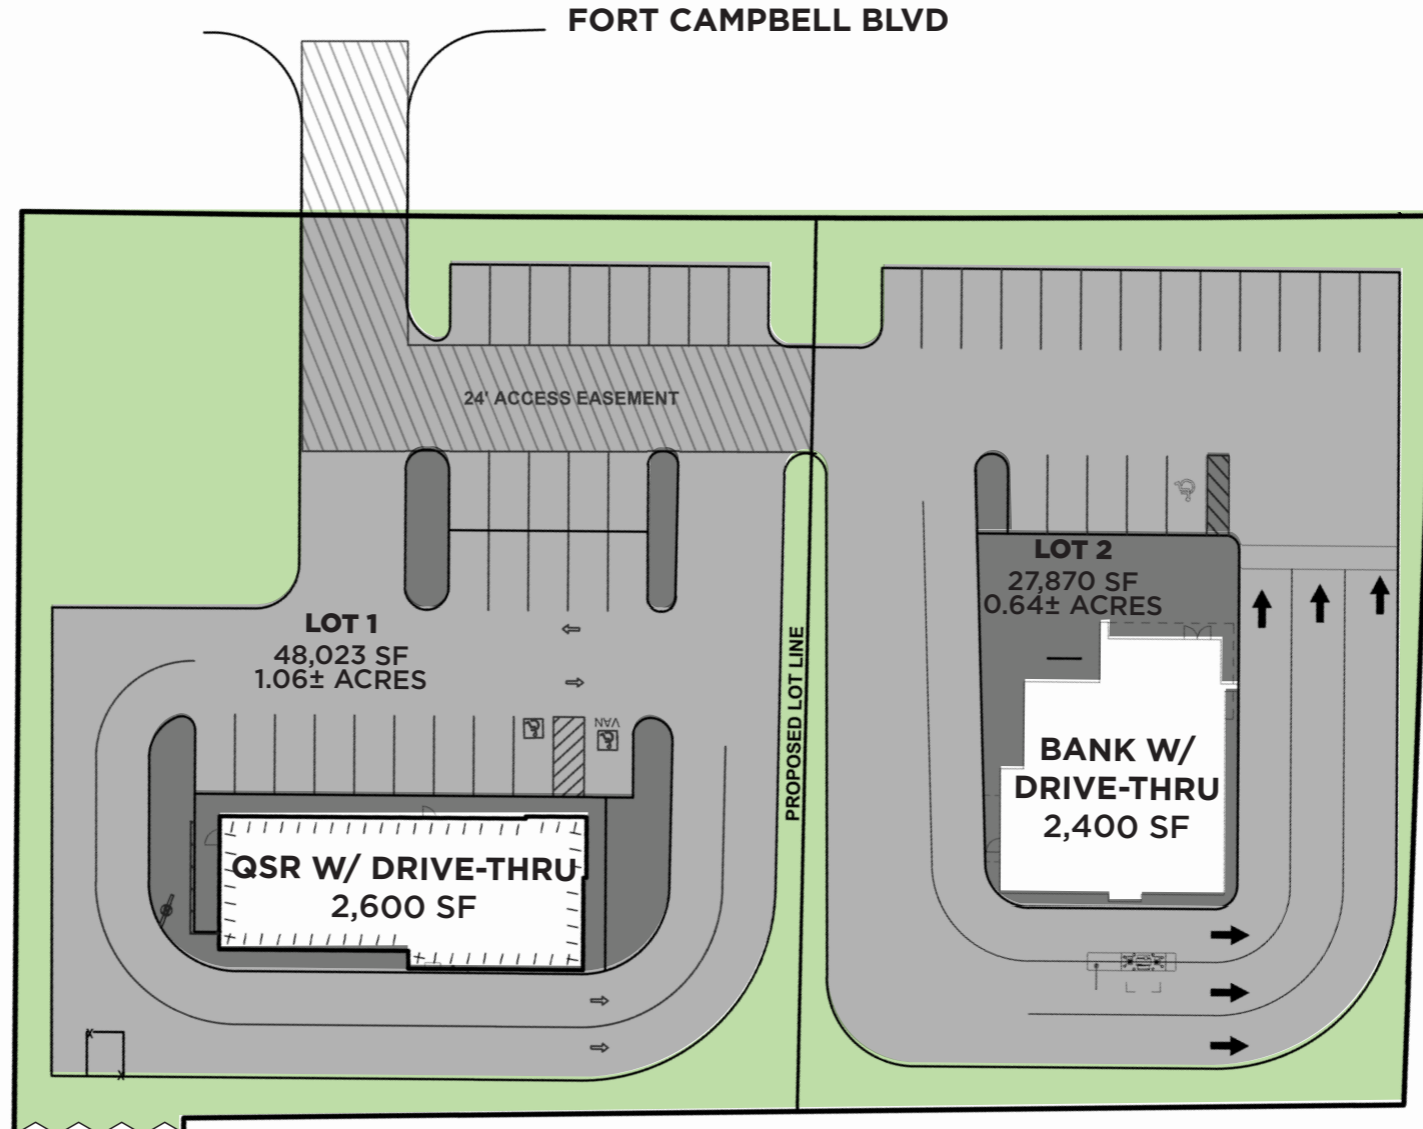 FORT CAMPBELL BLVD
24' ACCESS EASEMENT
LOT 1
48,023 SF
1.06± ACRES
LOT 2
27,870 SF
0.64± ACRES
VAN
PROPOSED LOT LINE
BANK W/
DRIVE-THRU
2,400 SF
QSR W/ DRIVE-THRU
2,600 SF
X
X